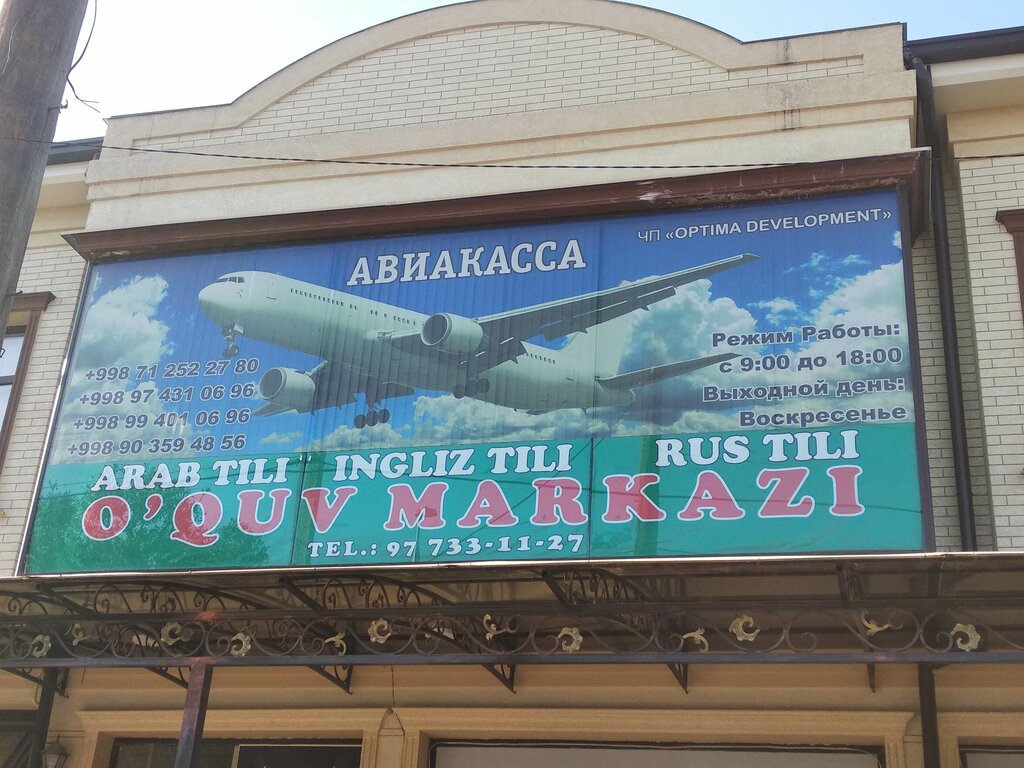 ЧП «OPTIMA DEVELOPMENT»
АВИАКАССА
+998 71 252 27 80
+998 97 431 06 96
+998 99 401 06 96
+998 90 359 48 56
Режим Работы:
с 9:00 до 18:00
Выходной день:
Воскресенье
ARAB TILI INGLIZ TILI RUS TILI
O'QUV MARKAZI
TEL.: 97 733-11-27